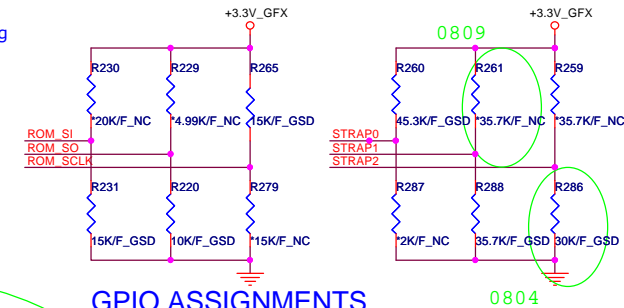 g
+3.3V_GFX
R230
R229
R265
*20K/F_NC
*4.99K/F_NC
15K/F_GSD
ROM_SI
ROM_SO
ROM_SCLK
R231
R220
R279
15K/F_GSD
10K/F_GSD
*15K/F_NC
+3.3V_GFX
0809
R260
R261
R259
45.3K/F_GSD
*35.7K/F_NC
*35.7K/F_NC
STRAP0
STRAP1
STRAP2
R287
R288
R286
*2K/F_NC
35.7K/F_GSD
30K/F_GSD
GPIO ASSIGNMENTS
0804